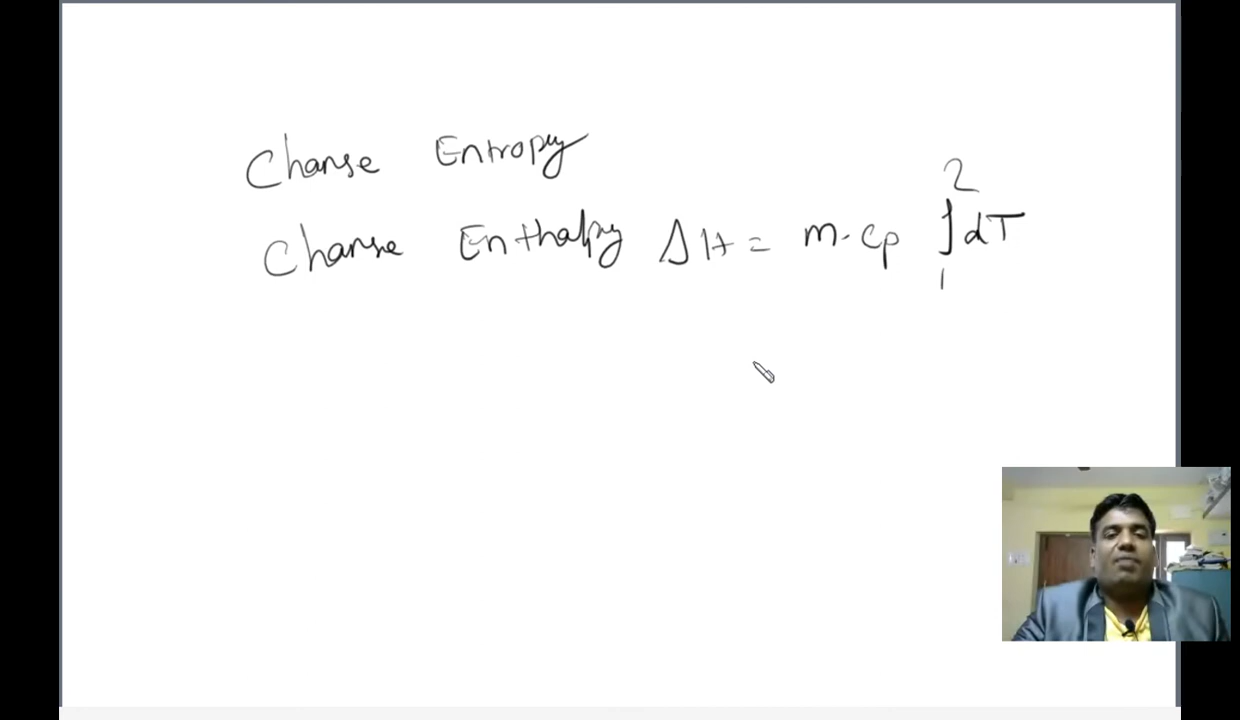 Change Entropy
Change Enthalpy ΔH = m·cp ∫₁² dT